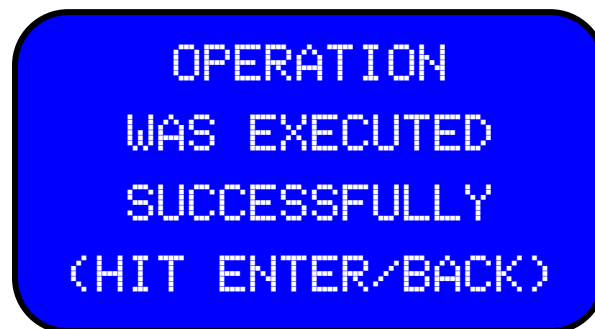 OPERATION
WAS EXECUTED
SUCCESSFULLY
(HIT ENTER/BACK)